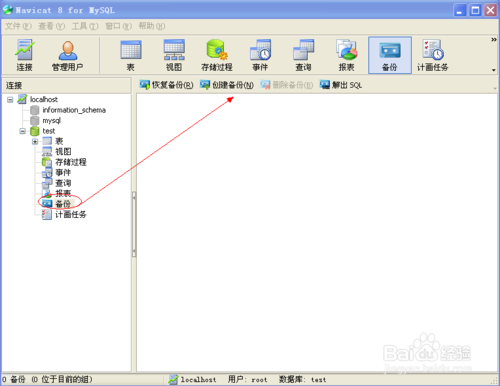 Navicat 8 for MySQL
文件(F) 查看(V) 工具(T) 窗口(W) 帮助(H)
连接 管理用户 表 视图 存储过程 事件 查询 报表 备份 计画任务
连接
恢复备份(R) 创建备份(N) 删除备份(D) 解出 SQL
localhost
information_schema
mysql
test
表
视图
存储过程
事件
查询
报表
备份
计画任务
Baidu 经验
jingyan.baidu.com
0 备份 (0 位于目前的组) localhost 用户: root 数据库: test